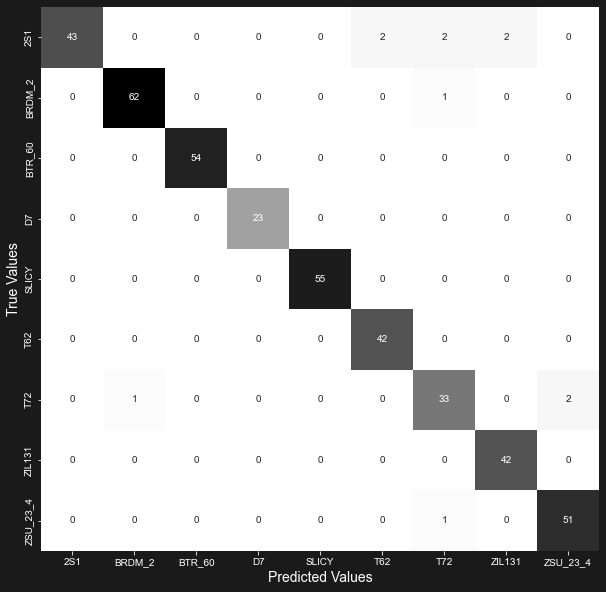 2S1 43 0 0 0 0 2 2 2 0
BRDM_2 0 62 0 0 0 0 1 0 0
BTR_60 0 0 54 0 0 0 0 0 0
D7 0 0 0 23 0 0 0 0 0
SLICY 0 0 0 0 55 0 0 0 0
T62 0 0 0 0 0 42 0 0 0
T72 0 1 0 0 0 0 33 0 2
ZIL131 0 0 0 0 0 0 0 42 0
ZSU_23_4 0 0 0 0 0 0 1 0 51
True Values
2S1 BRDM_2 BTR_60 D7 SLICY T62 T72 ZIL131 ZSU_23_4
Predicted Values